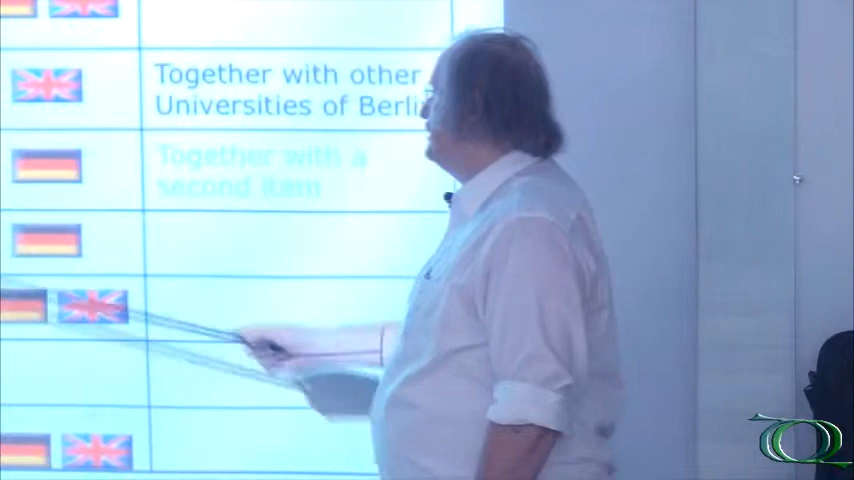 Together with other
Universities of Berli
Together with a
second item